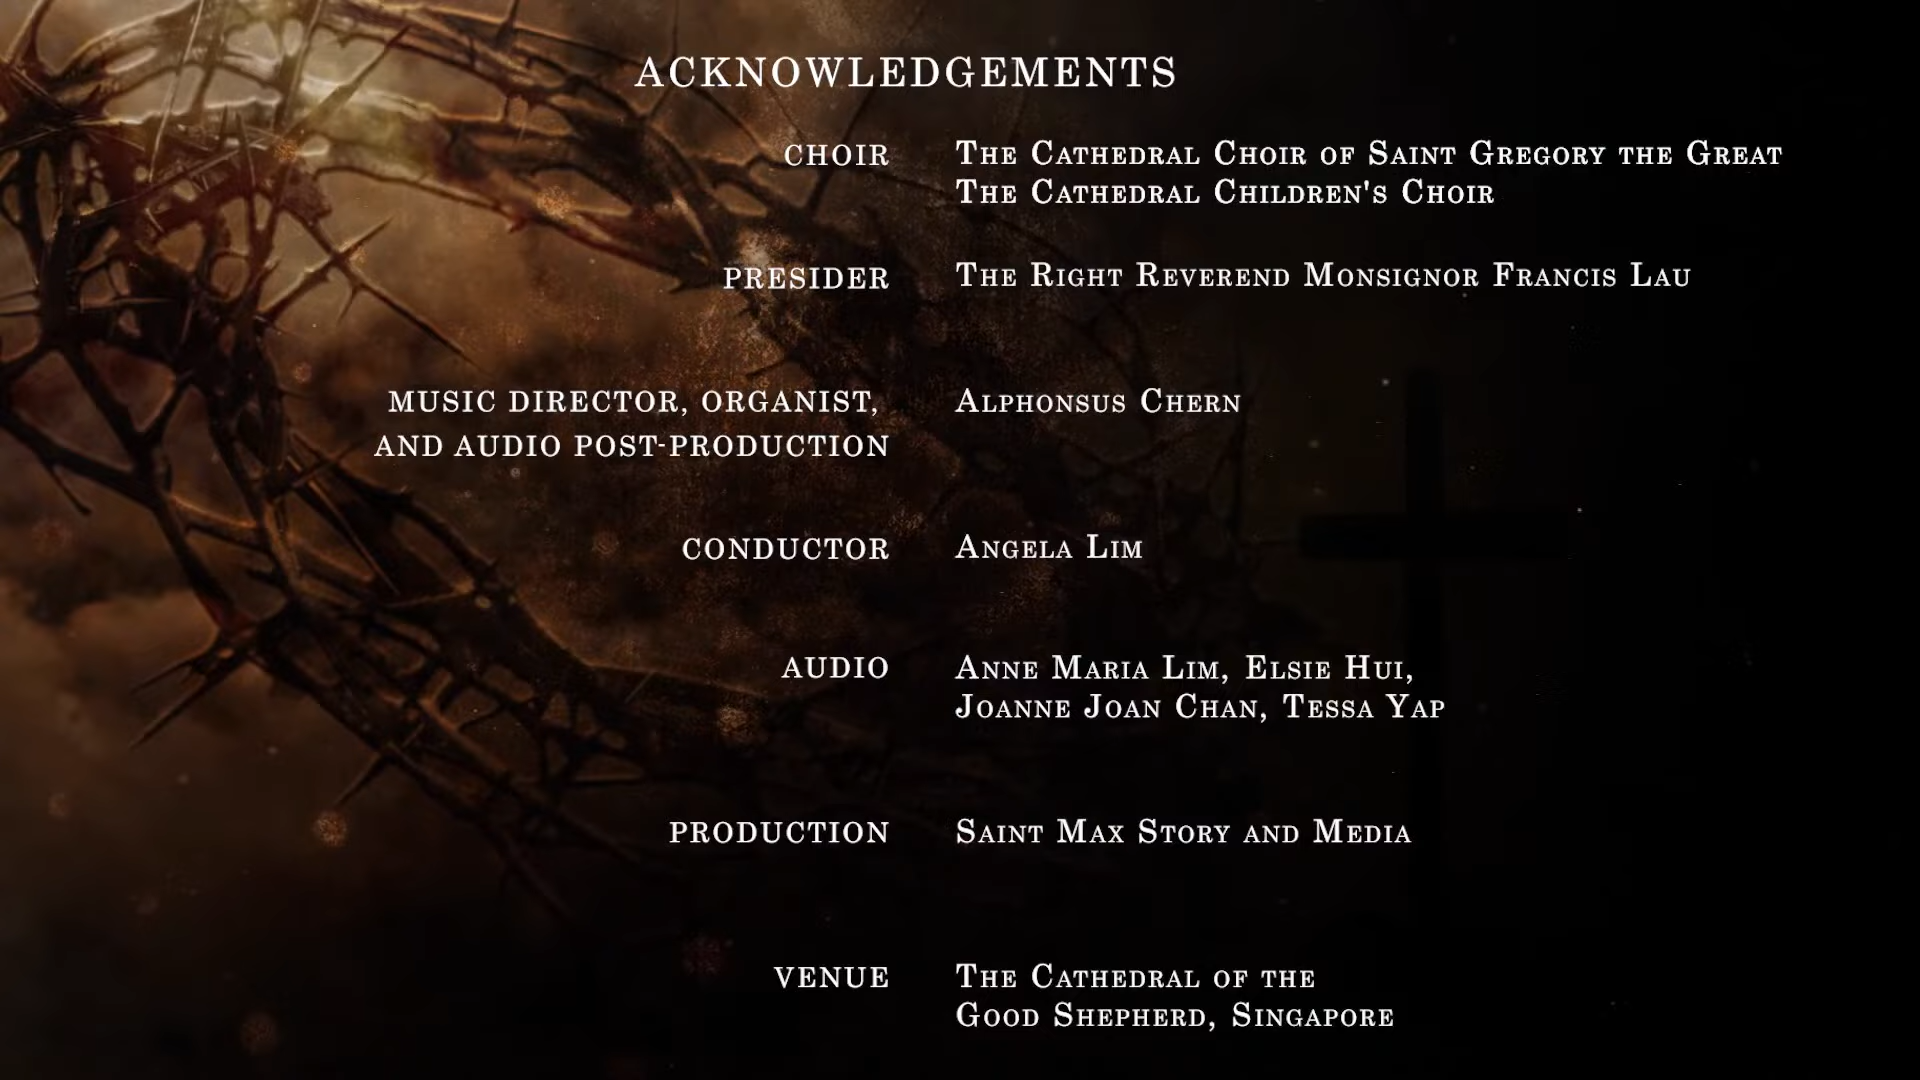 ACKNOWLEDGEMENTS
CHOIR The Cathedral Choir of Saint Gregory the Great
The Cathedral Children's Choir
PRESIDER The Right Reverend Monsignor Francis Lau
MUSIC DIRECTOR, ORGANIST, Alphonsus Chern
AND AUDIO POST-PRODUCTION
CONDUCTOR Angela Lim
AUDIO Anne Maria Lim, Elsie Hui,
Joanne Joan Chan, Tessa Yap
PRODUCTION Saint Max Story and Media
VENUE The Cathedral of the
Good Shepherd, Singapore